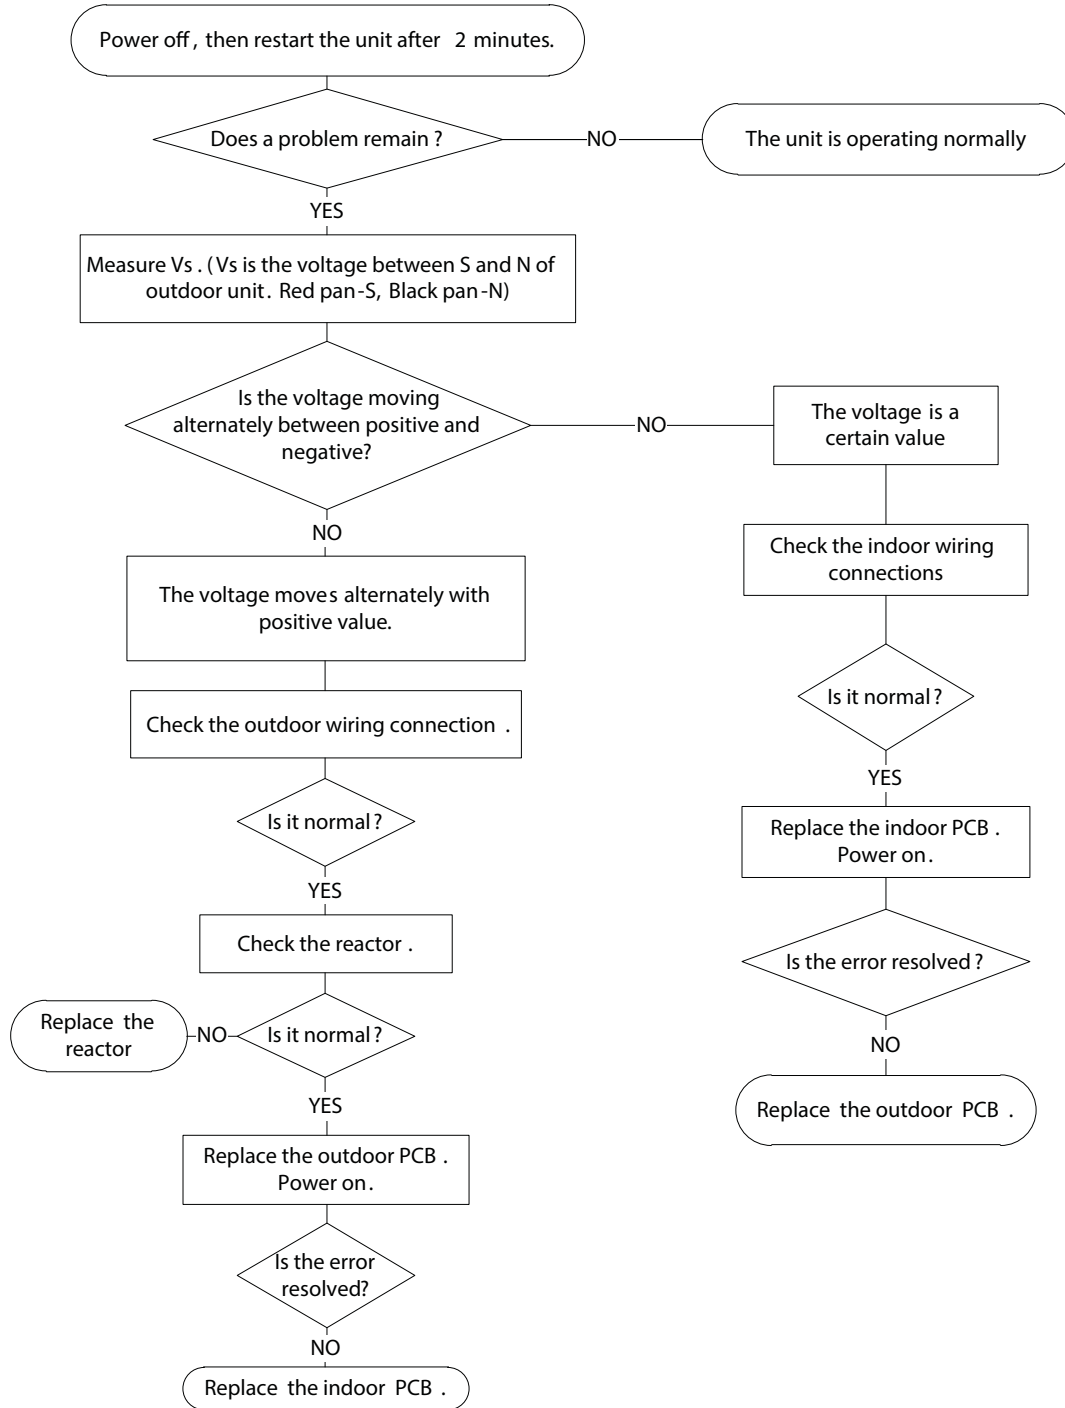 Power off, then restart the unit after 2 minutes.
Does a problem remain?
NO
The unit is operating normally
YES
Measure Vs. (Vs is the voltage between S and N of
outdoor unit. Red pan-S, Black pan-N)
Is the voltage moving
alternately between positive and
negative?
NO
The voltage is a
certain value
NO
The voltage moves alternately with
positive value.
Check the outdoor wiring connection.
Is it normal?
YES
Check the reactor.
Is it normal?
NO
Replace the
reactor
YES
Replace the outdoor PCB.
Power on.
Is the error
resolved?
NO
Replace the indoor PCB.
Check the indoor wiring
connections
Is it normal?
YES
Replace the indoor PCB.
Power on.
Is the error resolved?
NO
Replace the outdoor PCB.